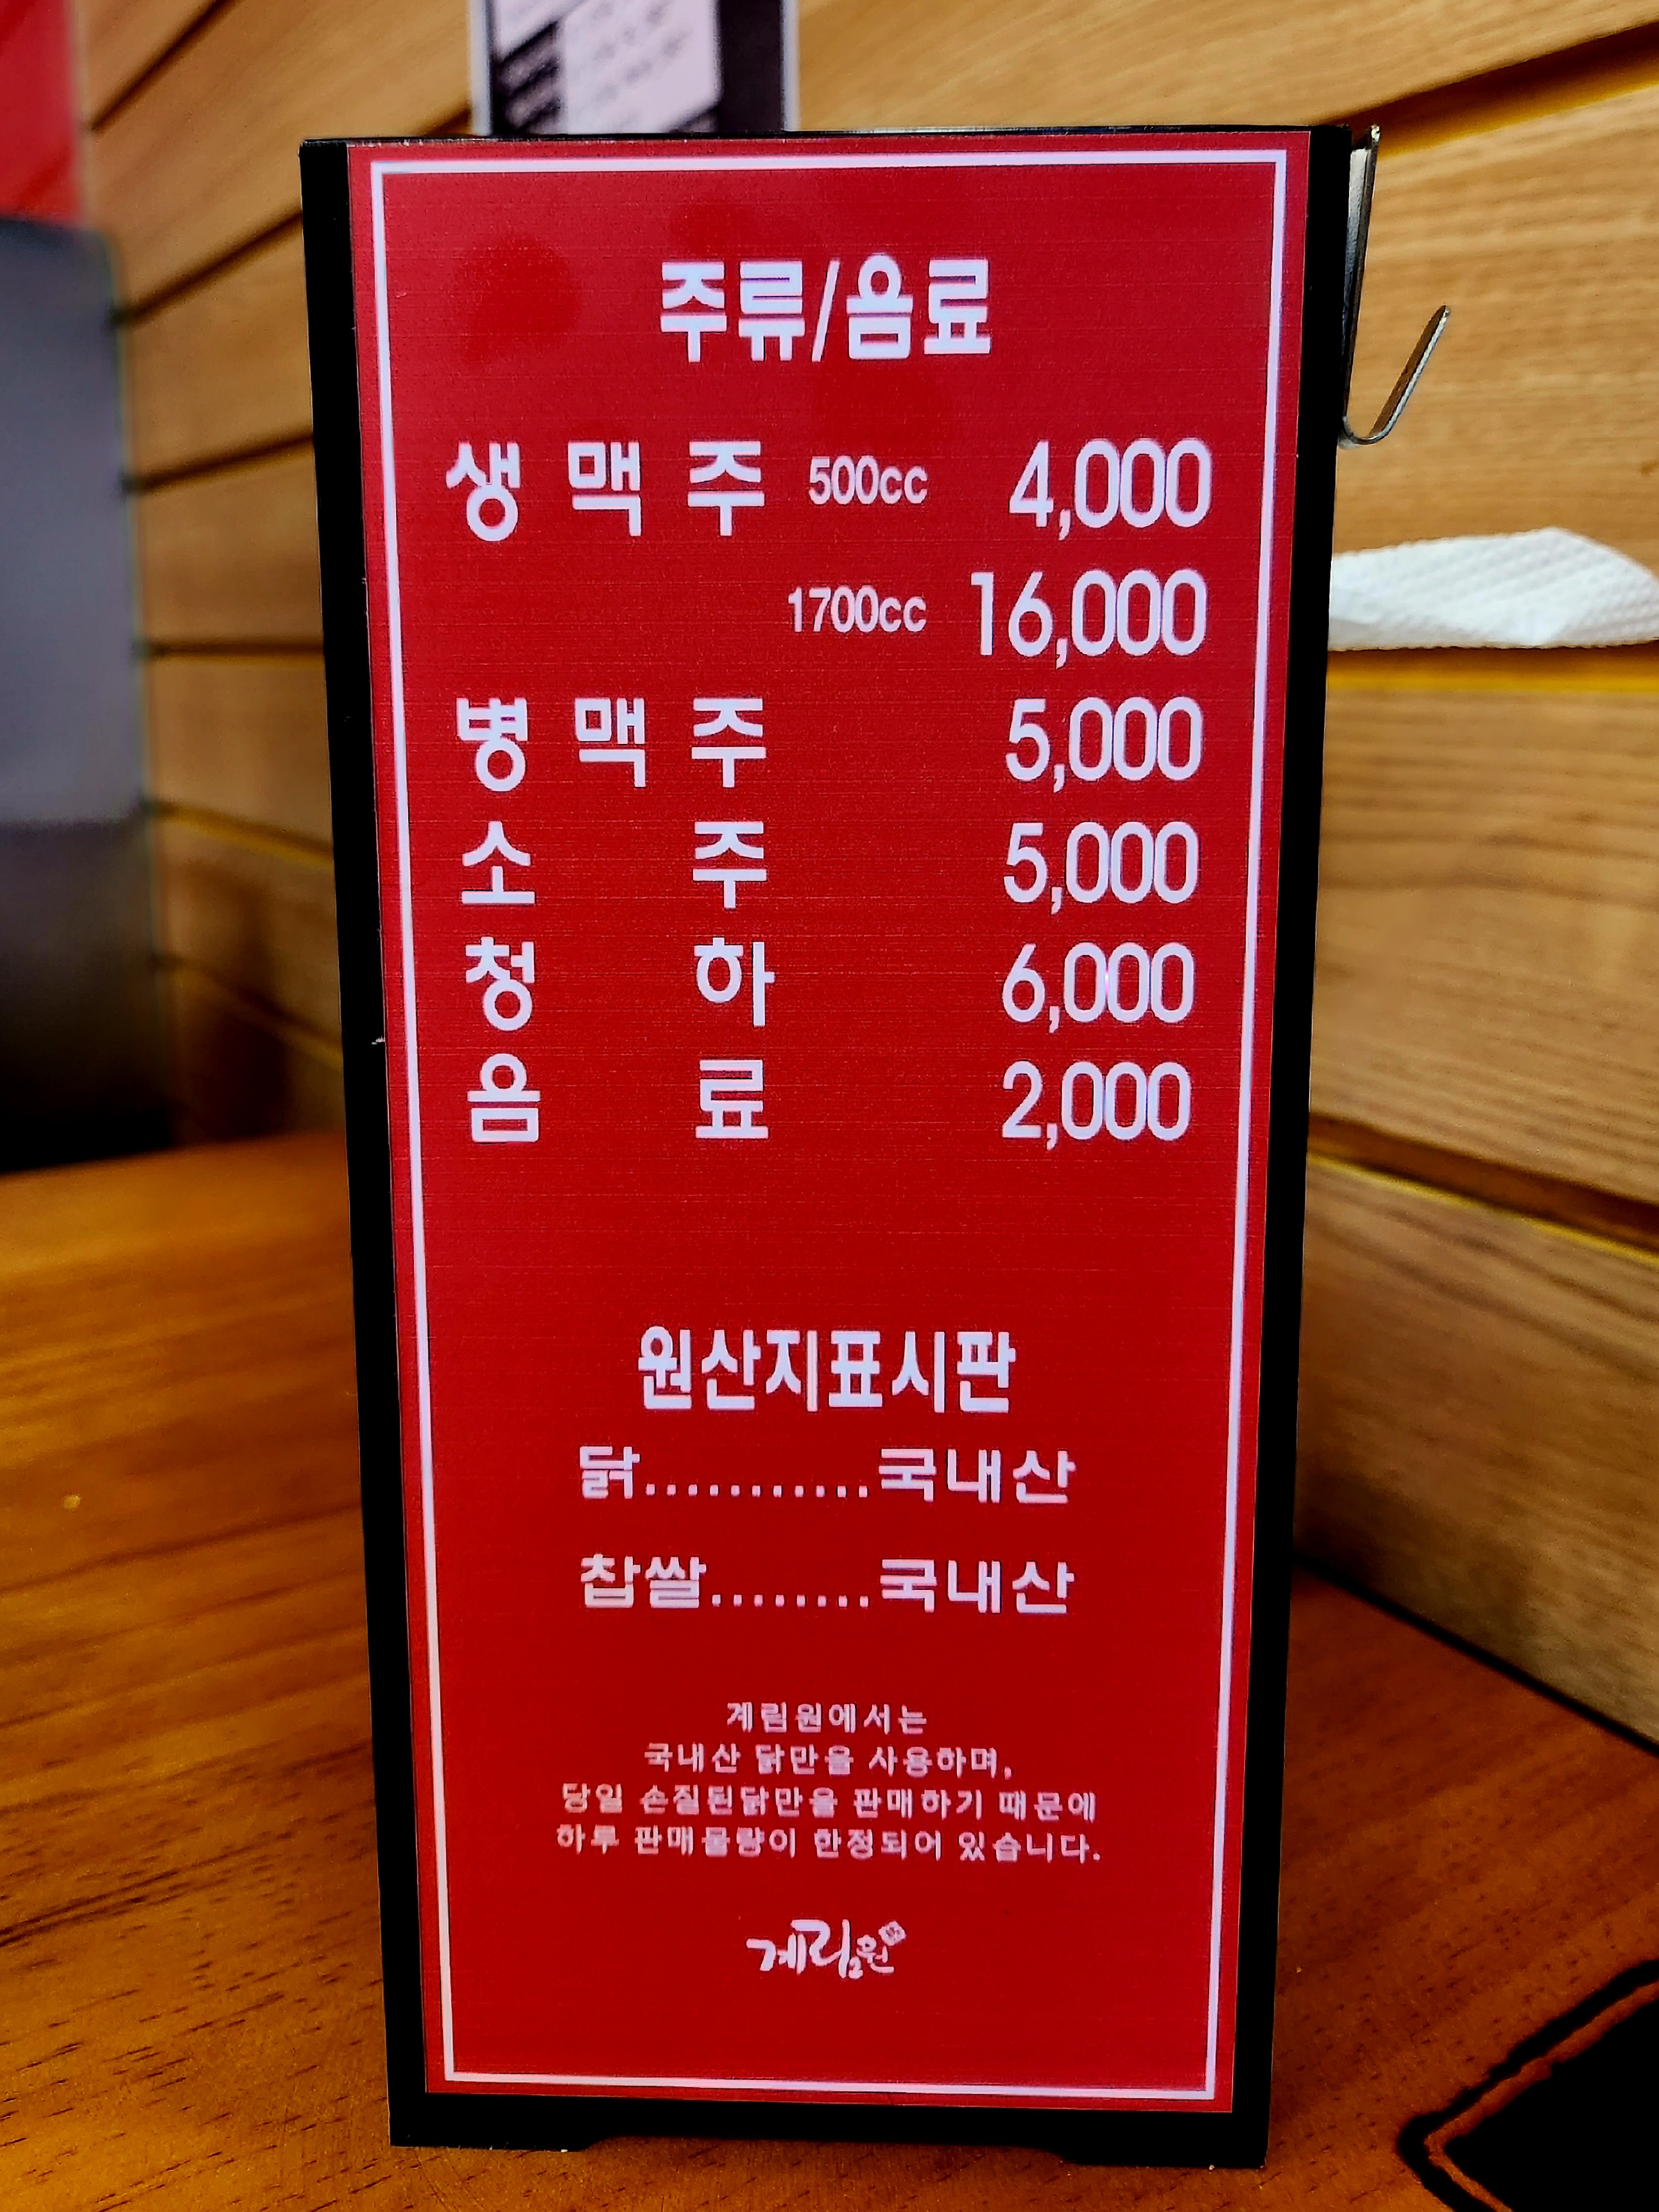 주류/음료
생맥주 500cc 4,000
1700cc 16,000
병맥주 5,000
소주 5,000
청하 6,000
음료 2,000
원산지표시판
닭...........국내산
찹쌀........국내산
계림원에서는
국내산 닭만을 사용하며,
당일 손질된닭만을 판매하기 때문에
하루 판매물량이 한정되어 있습니다.
계림원